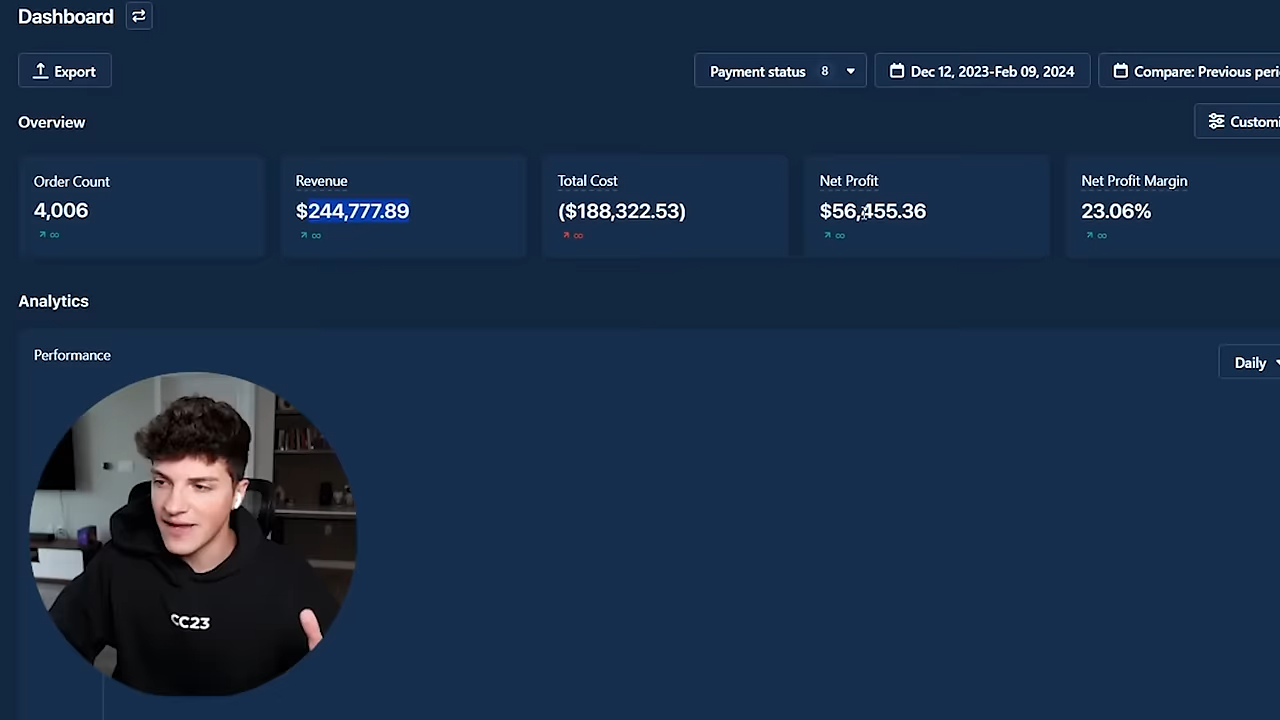 Dashboard
Export
Payment status 8
Dec 12, 2023-Feb 09, 2024
Compare: Previous peri
Overview
Customi
Order Count
4,006
∞
Revenue
$244,777.89
∞
Total Cost
($188,322.53)
∞
Net Profit
$56,455.36
∞
Net Profit Margin
23.06%
∞
Analytics
Performance
Daily
CC23